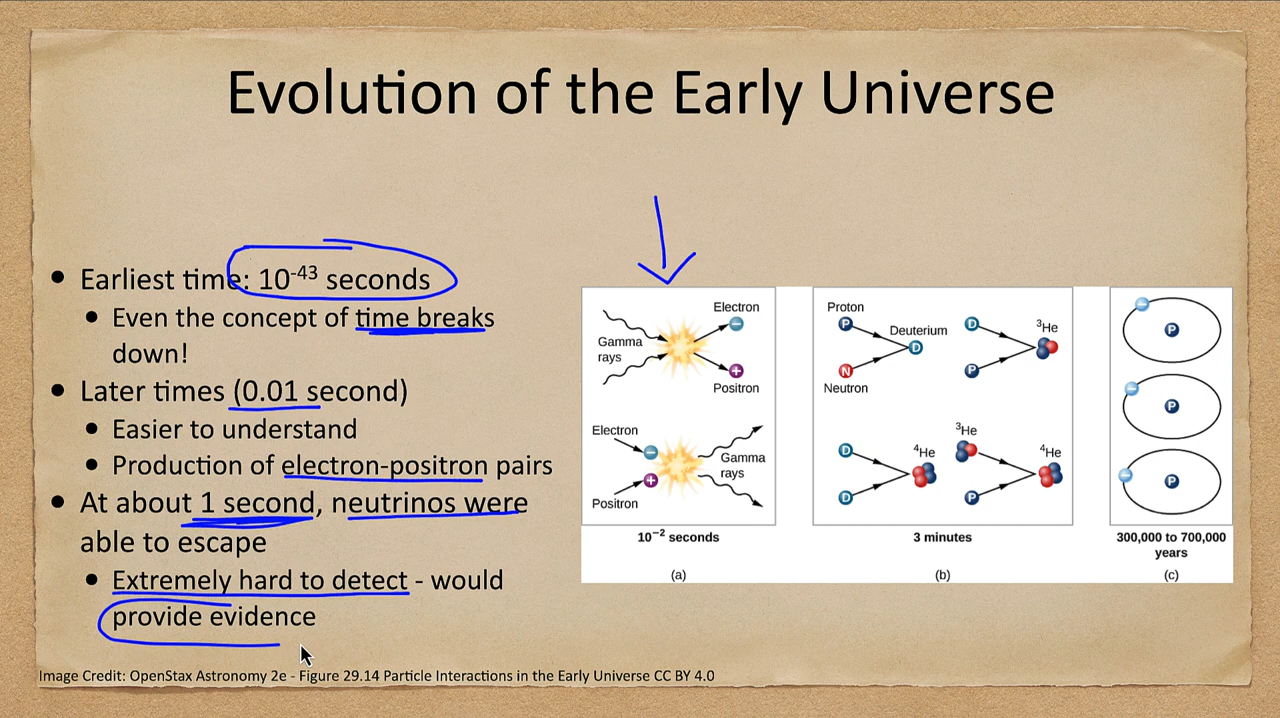 Evolution of the Early Universe
• Earliest time: 10⁻⁴³ seconds
• Even the concept of time breaks
down!
• Later times (0.01 second)
• Easier to understand
• Production of electron-positron pairs
• At about 1 second, neutrinos were
able to escape
• Extremely hard to detect - would
provide evidence
Gamma
rays
Electron
−
+
Positron
Electron
−
+
Positron
Gamma
rays
10⁻² seconds
(a)
Proton
P
Deuterium
D
N
Neutron
D
³He
P
D
⁴He
D
³He
⁴He
P
3 minutes
(b)
−
P
−
P
−
P
300,000 to 700,000
years
(c)
Image Credit: OpenStax Astronomy 2e - Figure 29.14 Particle Interactions in the Early Universe CC BY 4.0